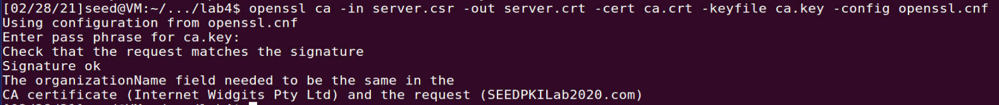 [02/28/21]seed@VM:~/.../lab4$ openssl ca -in server.csr -out server.crt -cert ca.crt -keyfile ca.key -config openssl.cnf
Using configuration from openssl.cnf
Enter pass phrase for ca.key:
Check that the request matches the signature
Signature ok
The organizationName field needed to be the same in the
CA certificate (Internet Widgits Pty Ltd) and the request (SEEDPKILab2020.com)